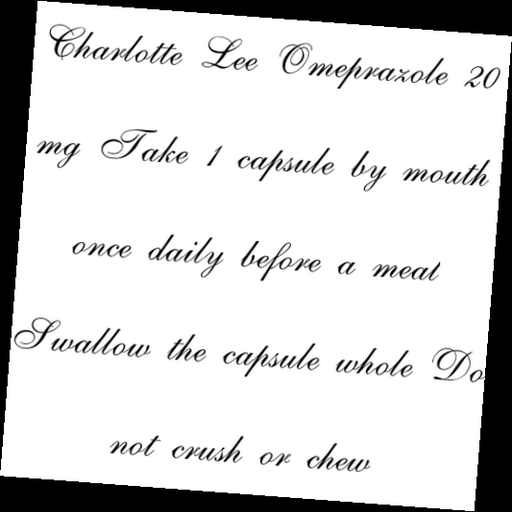 Charlotte Lee Omeprazole 20
mg Take 1 capsule by mouth
once daily before a meal
Swallow the capsule whole Do
not crush or chew